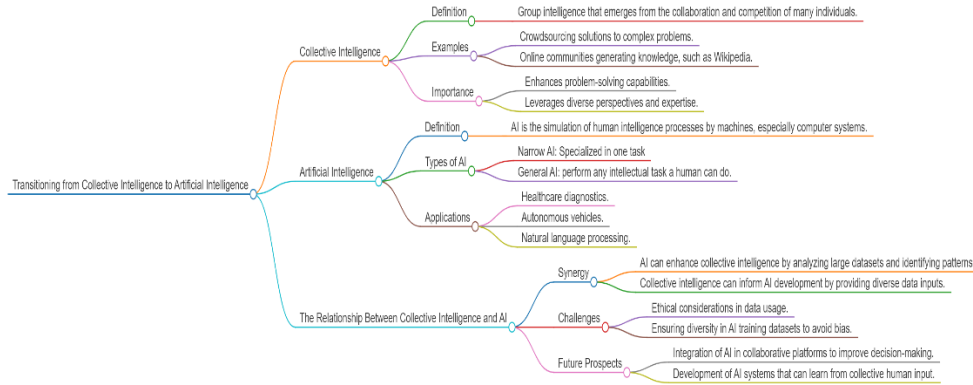 Transitioning from Collective Intelligence to Artificial Intelligence
Collective Intelligence
Definition
Group intelligence that emerges from the collaboration and competition of many individuals.
Examples
Crowdsourcing solutions to complex problems.
Online communities generating knowledge, such as Wikipedia.
Importance
Enhances problem-solving capabilities.
Leverages diverse perspectives and expertise.
Artificial Intelligence
Definition
AI is the simulation of human intelligence processes by machines, especially computer systems.
Types of AI
Narrow AI: Specialized in one task
General AI: perform any intellectual task a human can do.
Applications
Healthcare diagnostics.
Autonomous vehicles.
Natural language processing.
The Relationship Between Collective Intelligence and AI
Synergy
AI can enhance collective intelligence by analyzing large datasets and identifying patterns
Collective intelligence can inform AI development by providing diverse data inputs.
Challenges
Ethical considerations in data usage.
Ensuring diversity in AI training datasets to avoid bias.
Future Prospects
Integration of AI in collaborative platforms to improve decision-making.
Development of AI systems that can learn from collective human input.